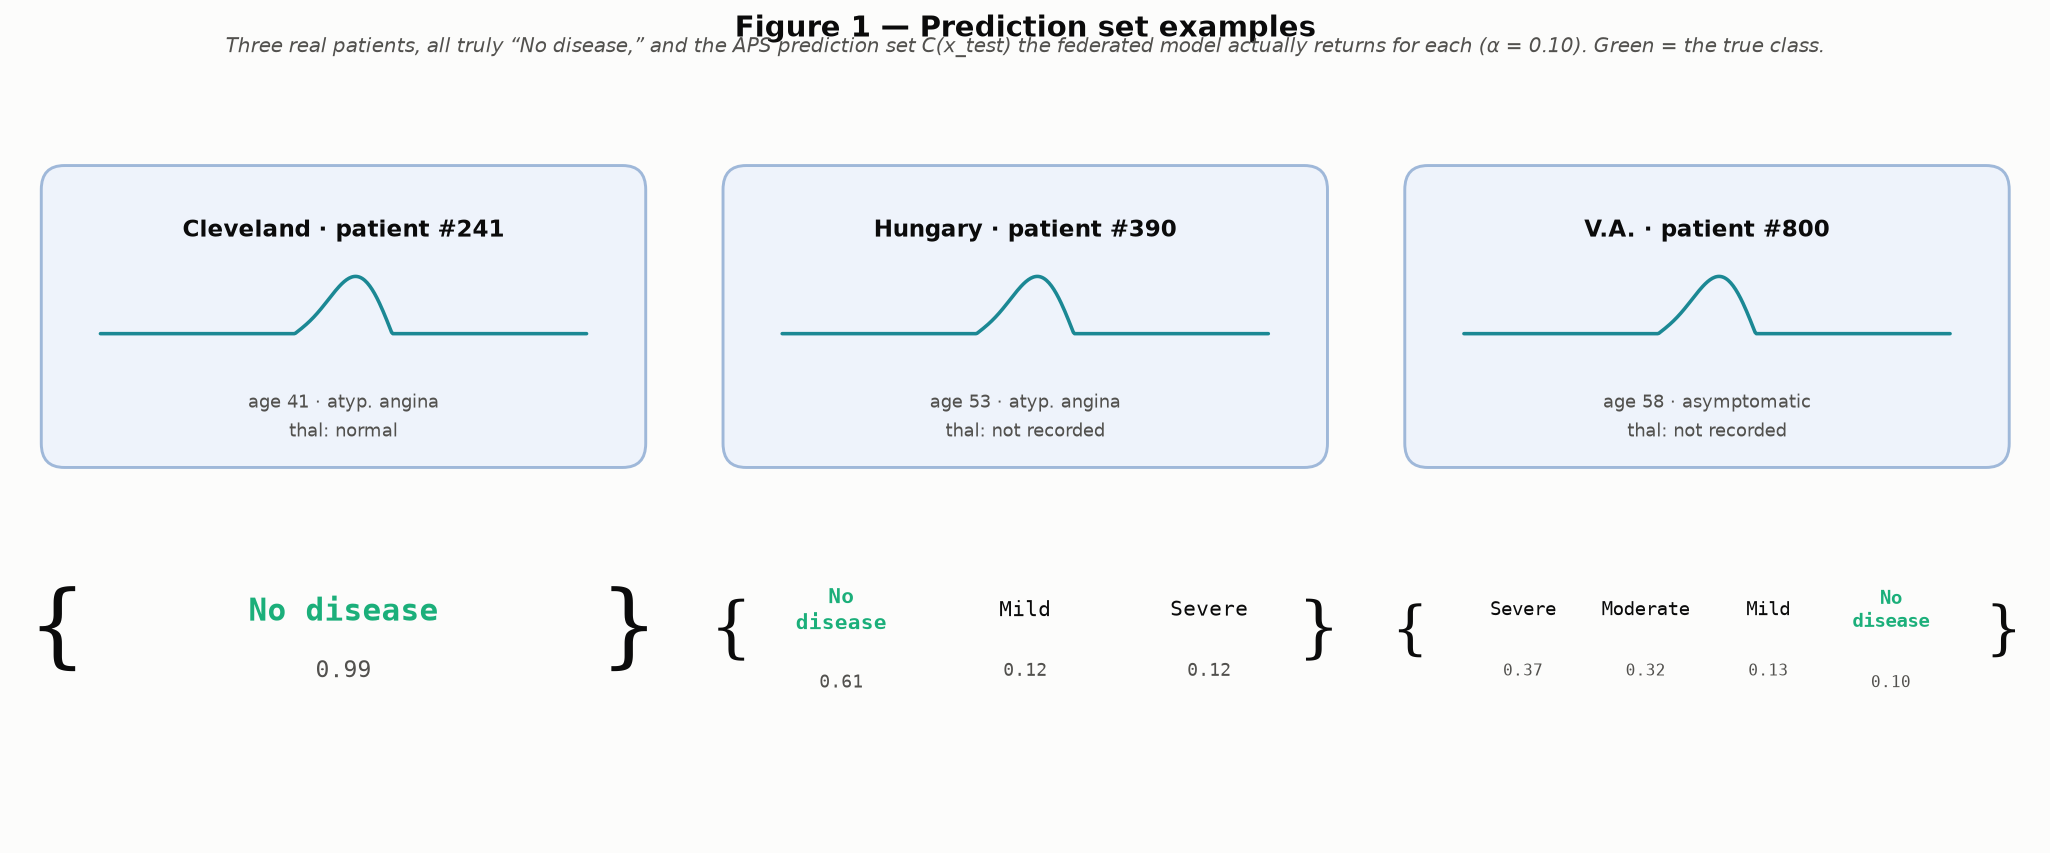 Figure 1 — Prediction set examples
Three real patients, all truly “No disease,” and the APS prediction set C(x_test) the federated model actually returns for each (α = 0.10). Green = the true class.
Cleveland · patient #241
age 41 · atyp. angina
thal: normal
Hungary · patient #390
age 53 · atyp. angina
thal: not recorded
V.A. · patient #800
age 58 · asymptomatic
thal: not recorded
{ No disease }
0.99
{ No disease Mild Severe }
0.61 0.12 0.12
{ Severe Moderate Mild No disease }
0.37 0.32 0.13 0.10